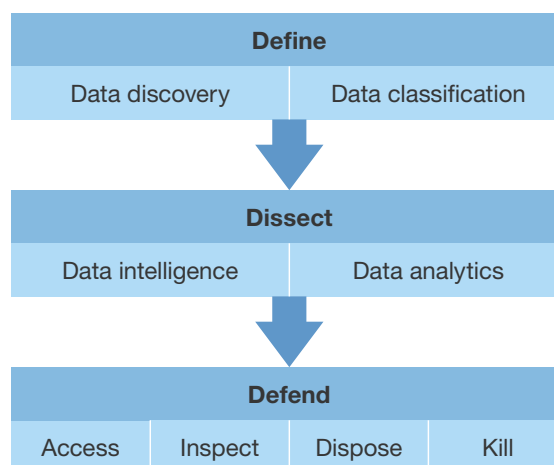 Define
Data discovery Data classification
Dissect
Data intelligence Data analytics
Defend
Access Inspect Dispose Kill